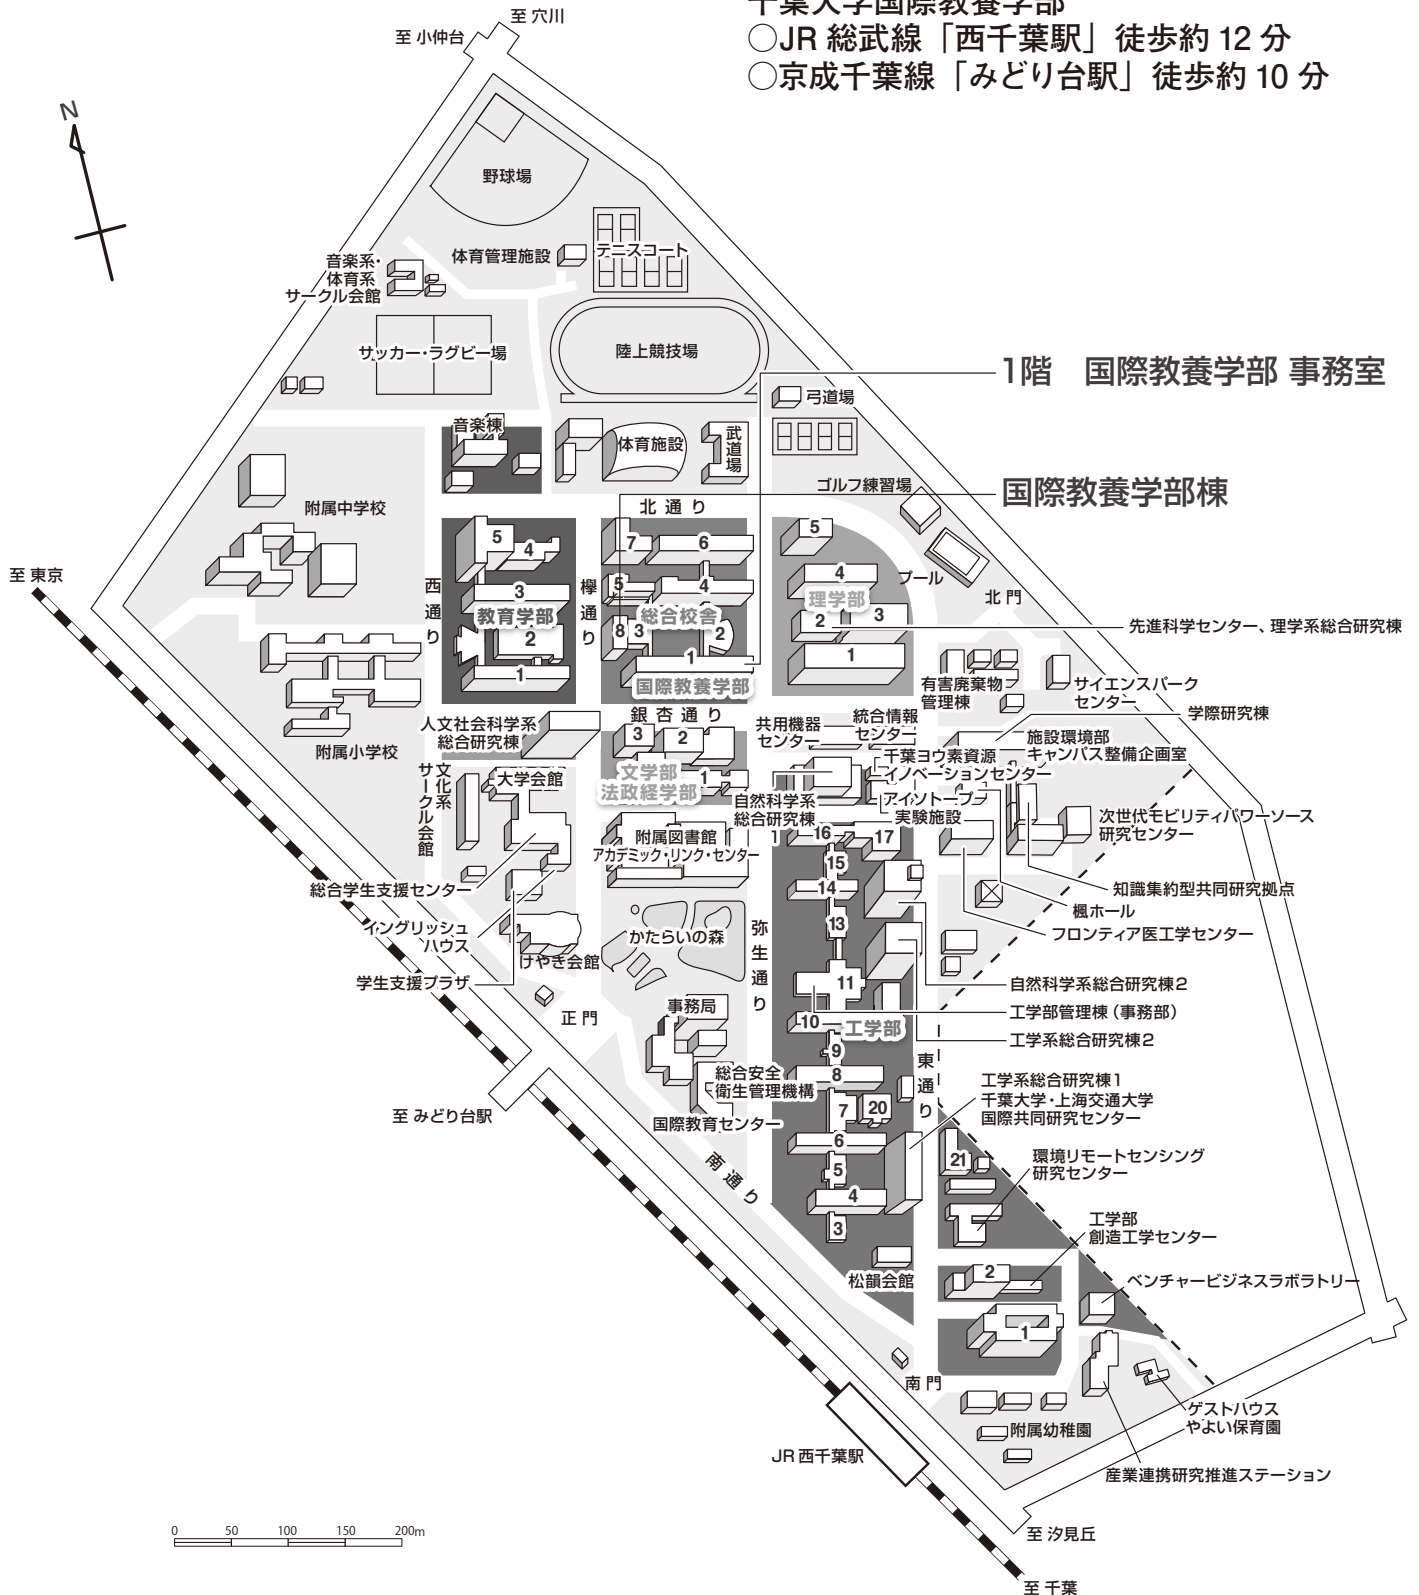 千葉大学国際教養学部
○JR 総武線「西千葉駅」徒歩約 12 分
○京成千葉線「みどり台駅」徒歩約 10 分
至 穴川
至 小仲台
N
野球場
体育管理施設
テニスコート
音楽系・
体育系
サークル会館
サッカー・ラグビー場
陸上競技場
1階　国際教養学部 事務室
弓道場
音楽棟
体育施設
武道場
ゴルフ練習場
国際教養学部棟
附属中学校
北 通 り
至 東京
西通り
5
4
3
教育学部
2
1
欅通り
7
6
5
4
総合校舎
8
3
2
1
国際教養学部
5
4
理学部
3
2
1
プール
北 門
先進科学センター、理学系総合研究棟
有害廃棄物
管理棟
サイエンスパーク
センター
学際研究棟
附属小学校
人文社会科学系
総合研究棟
銀 杏 通 り
3
2
文学部
法政経学部
1
共用機器
センター
統合情報
センター
施設環境部
キャンパス整備企画室
千葉ヨウ素資源
イノベーションセンター
アイソトープ
実験施設
自然科学系
総合研究棟
1
次世代モビリティパワーソース
研究センター
文化系
サークル会館
大学会館
附属図書館
アカデミック・リンク・センター
16
17
15
14
13
11
10
工学部
9
8
7
20
6
5
4
3
総合学生支援センター
イングリッシュ
ハウス
けやき会館
学生支援プラザ
かたらいの森
弥生通り
知識集約型共同研究拠点
楓ホール
フロンティア医工学センター
自然科学系総合研究棟2
工学部管理棟（事務部）
工学系総合研究棟2
正 門
事務局
総合安全
衛生管理機構
国際教育センター
東通り
至 みどり台駅
南通り
工学系総合研究棟1
千葉大学・上海交通大学
国際共同研究センター
21
環境リモートセンシング
研究センター
工学部
創造工学センター
松韻会館
2
ベンチャービジネスラボラトリー
1
南 門
ゲストハウス
やよい保育園
附属幼稚園
JR 西千葉駅
産業連携研究推進ステーション
0 50 100 150 200m
至 汐見丘
至 千葉